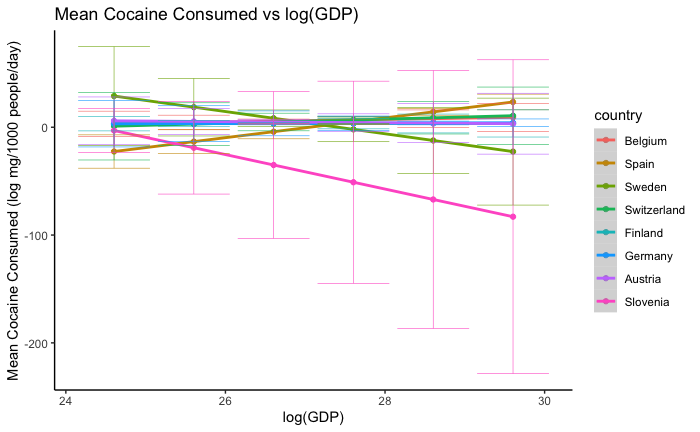 Mean Cocaine Consumed vs log(GDP)
Mean Cocaine Consumed (log mg/1000 people/day)
0
-100
-200
24
26
28
30
log(GDP)
country
Belgium
Spain
Sweden
Switzerland
Finland
Germany
Austria
Slovenia